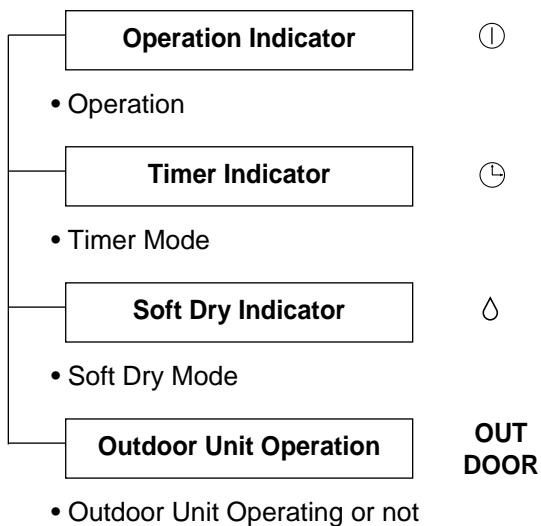 Operation Indicator
• Operation
Timer Indicator
• Timer Mode
Soft Dry Indicator
• Soft Dry Mode
Outdoor Unit Operation
OUT
DOOR
• Outdoor Unit Operating or not